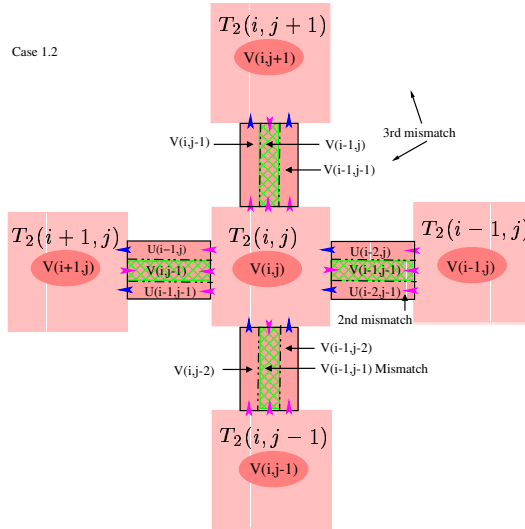 T₂(i, j + 1)
Case 1.2
V(i,j+1)
V(i,j-1)
V(i-1,j)
3rd mismatch
V(i-1,j-1)
T₂(i + 1, j)
T₂(i, j)
T₂(i − 1, j)
U(i-1,j)
U(i-2,j)
V(i+1,j)
V(i,j-1)
V(i,j)
V(i-1,j-1)
V(i-1,j)
U(i-1,j-1)
U(i-2,j-1)
2nd mismatch
V(i-1,j-2)
V(i,j-2)
V(i-1,j-1) Mismatch
T₂(i, j − 1)
V(i,j-1)